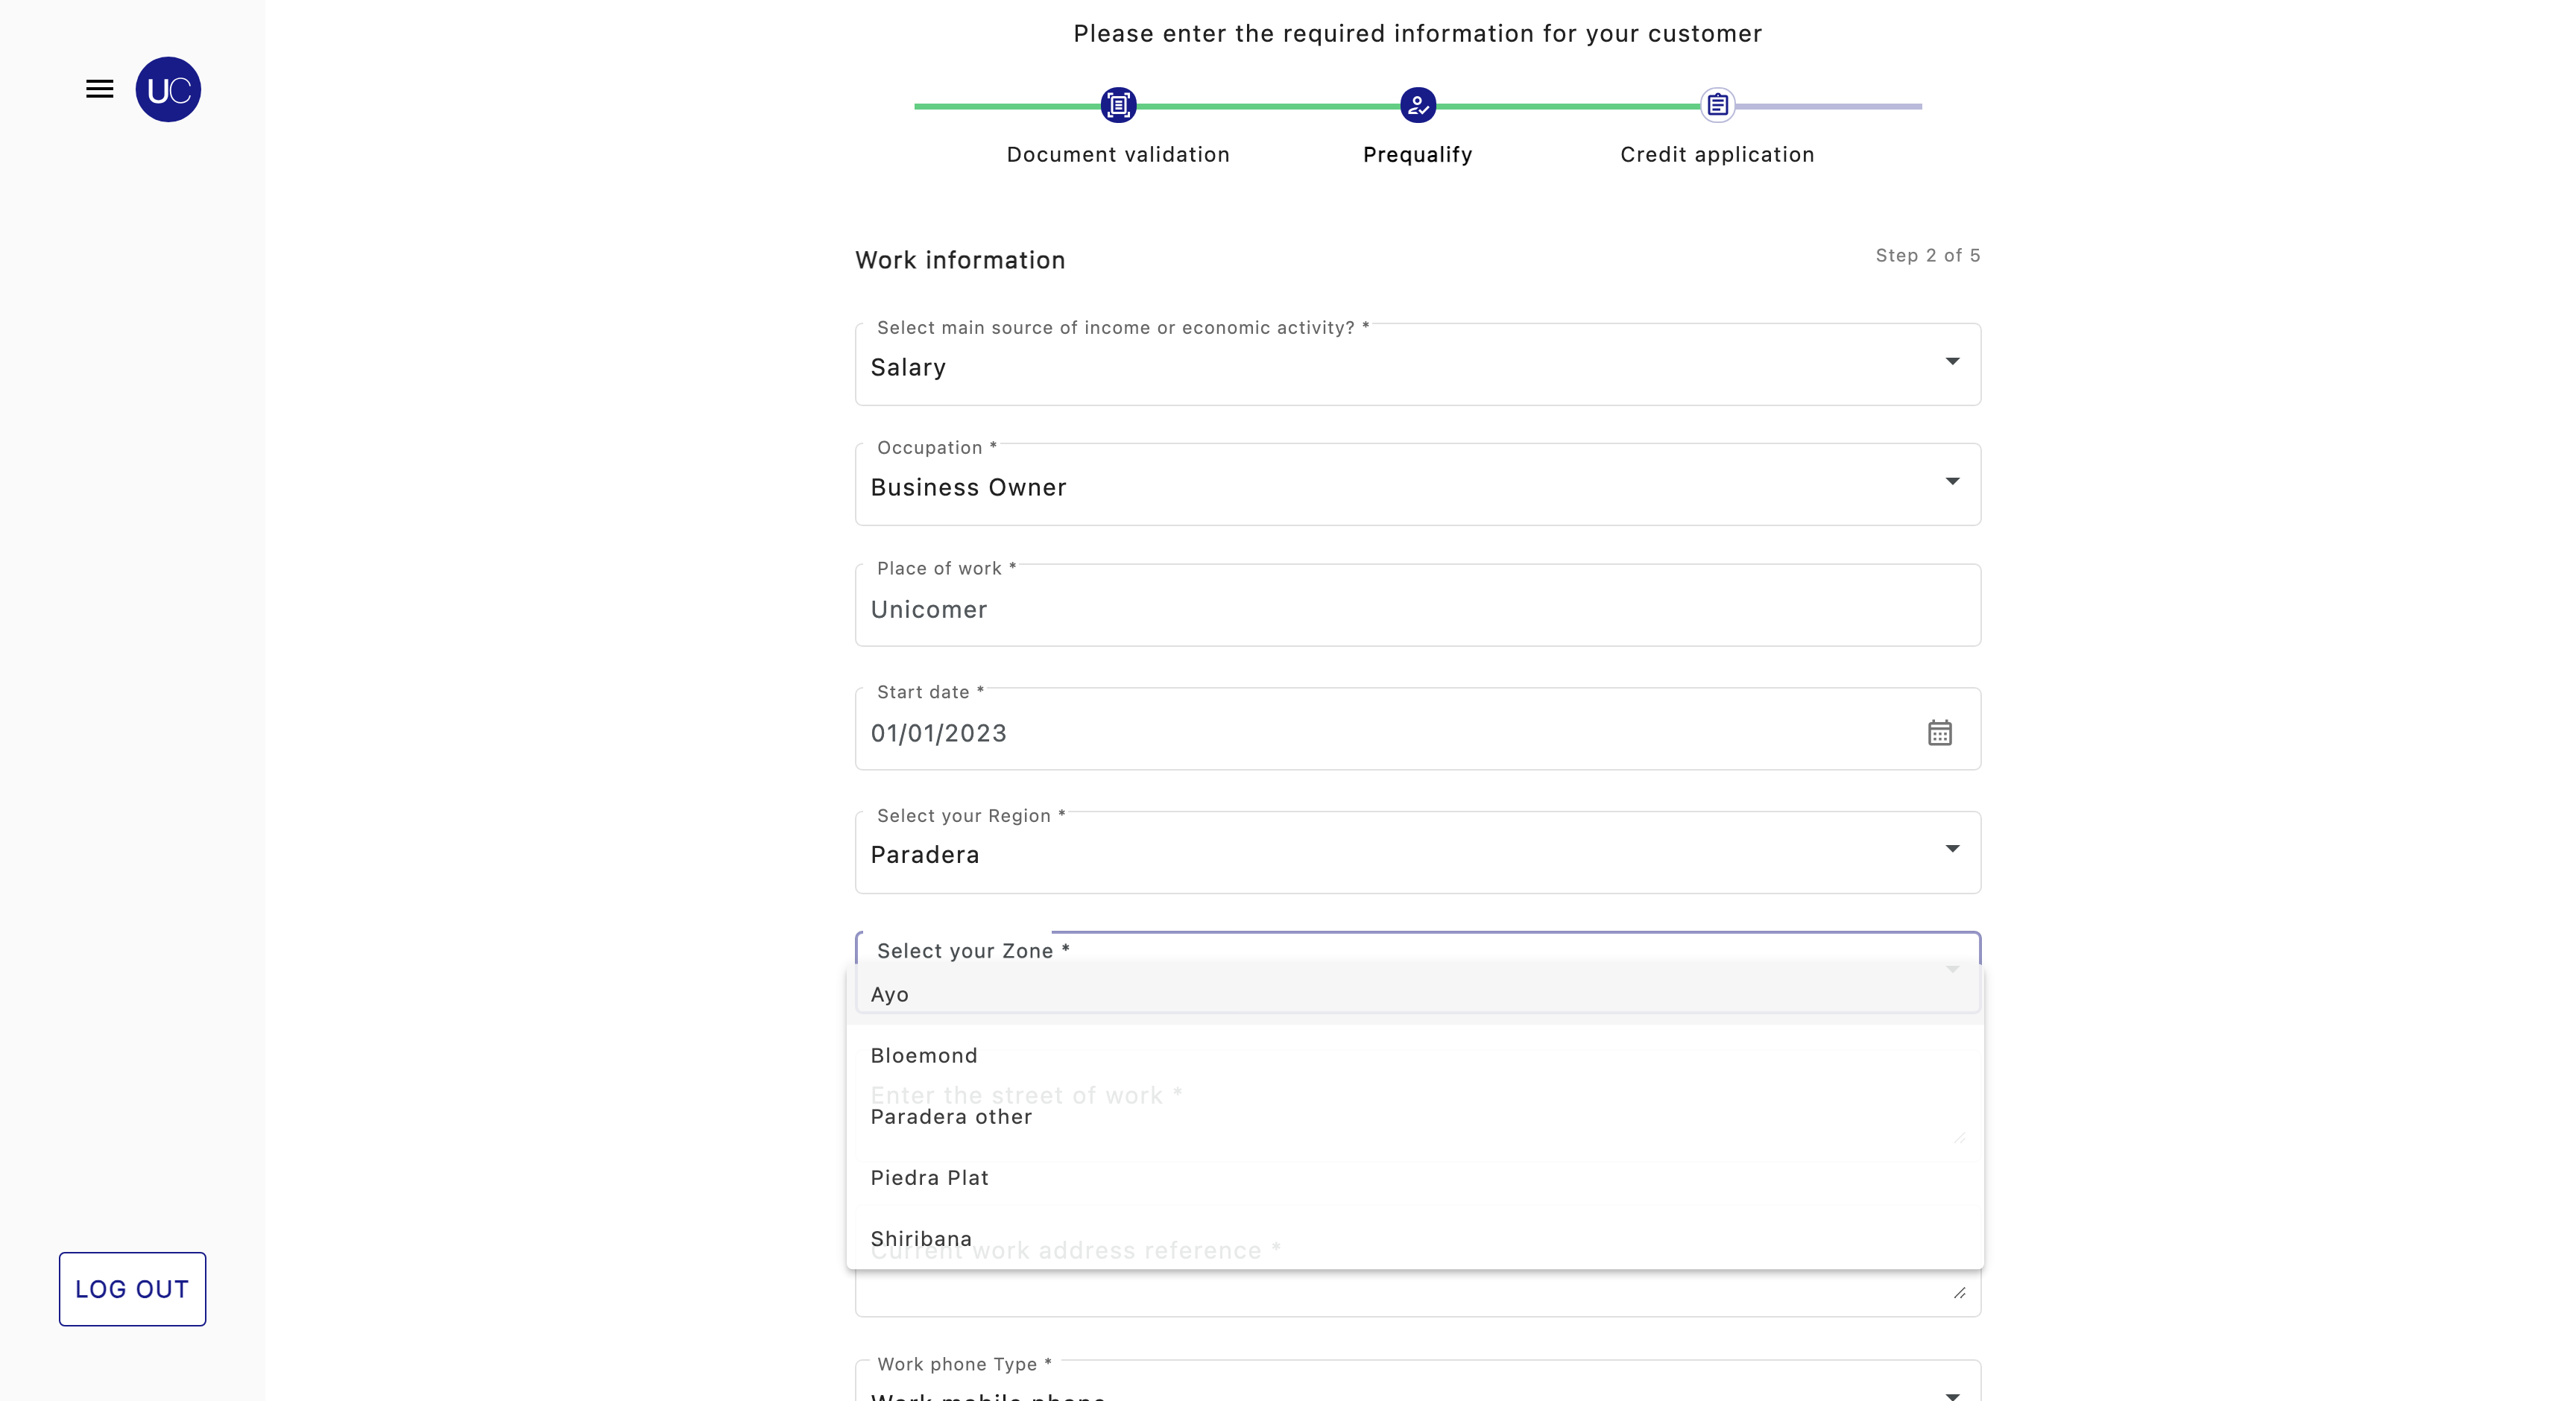 Please enter the required information for your customer
UC
Document validation
Prequalify
Credit application
Work information
Step 2 of 5
Select main source of income or economic activity? *
Salary
Occupation *
Business Owner
Place of work *
Unicomer
Start date *
01/01/2023
Select your Region *
Paradera
Select your Zone *
Ayo
Bloemond
Enter the street of work *
Paradera other
Piedra Plat
Shiribana
Current work address reference *
LOG OUT
Work phone Type *
Work mobile phone